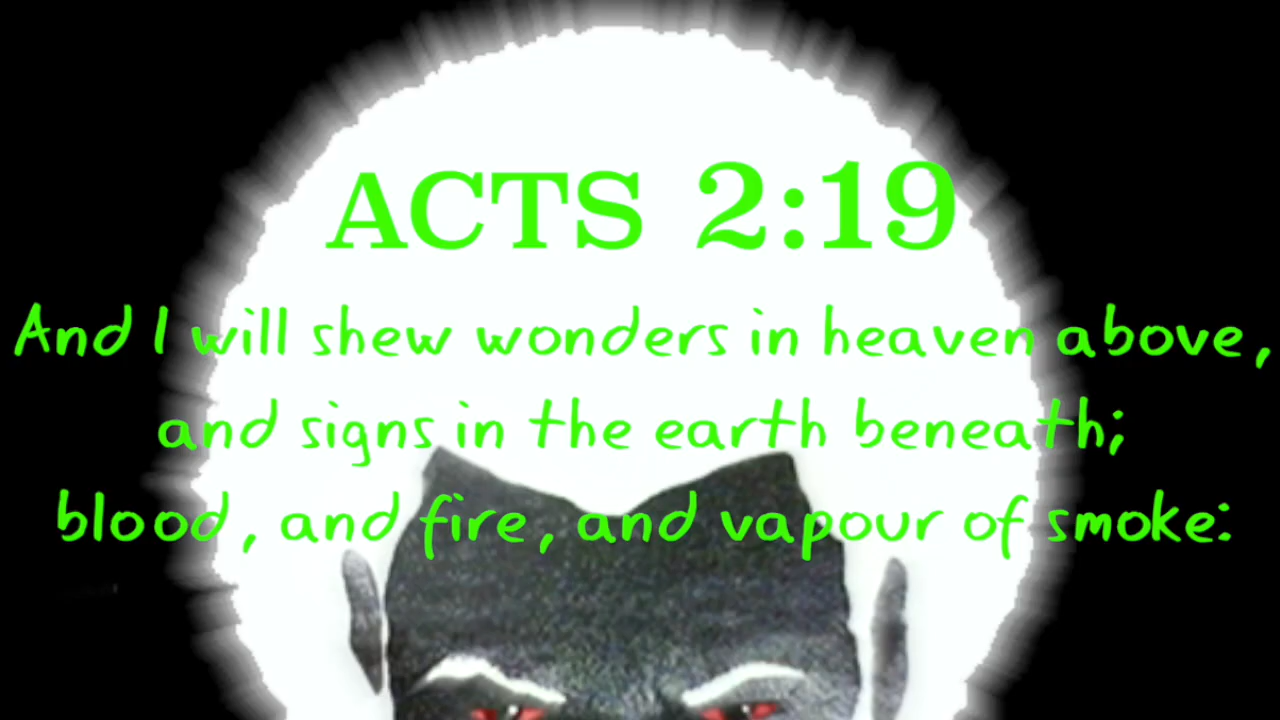 ACTS 2:19
And I will shew wonders in heaven above,
and signs in the earth beneath;
blood, and fire, and vapour of smoke: